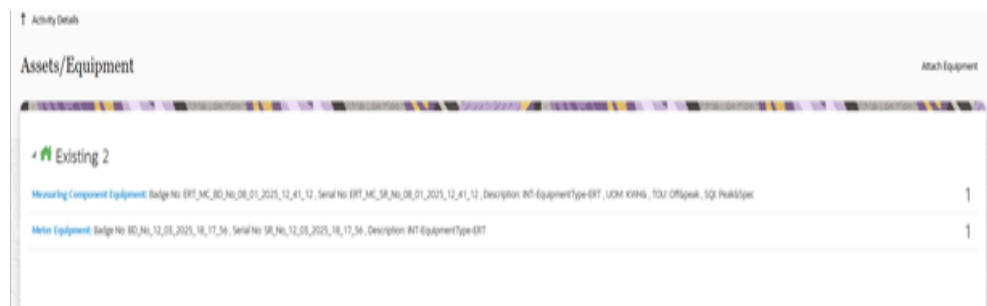 Activity Details
Assets/Equipment
Attach Equipment
Existing 2
Measuring Component Equipment: Badge No: ERT_MC_BD_No_08_01_2025_12_41_12 , Serial No: ERT_MC_SR_No_08_01_2025_12_41_12 , Description: INT-EquipmentType-ERT , UOM: KWHG , TOU: OffSpeak , SQI: Peak&Spec 1
Meter Equipment: Badge No: BD_No_12_03_2025_18_17_56 , Serial No: SR_No_12_03_2025_18_17_56 , Description: INT-EquipmentType-ERT 1